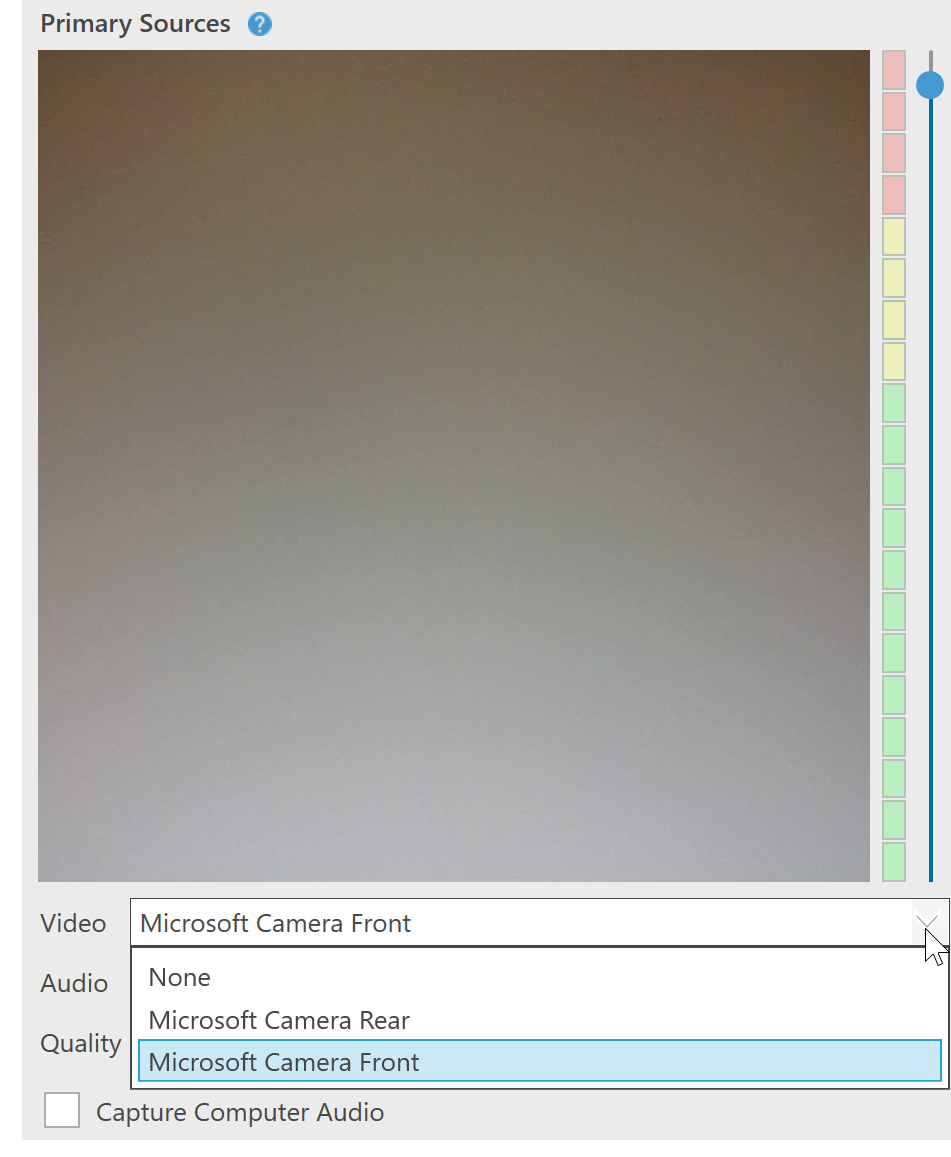 Primary Sources ?
Video Microsoft Camera Front
None
Audio
Microsoft Camera Rear
Quality
Microsoft Camera Front
Capture Computer Audio